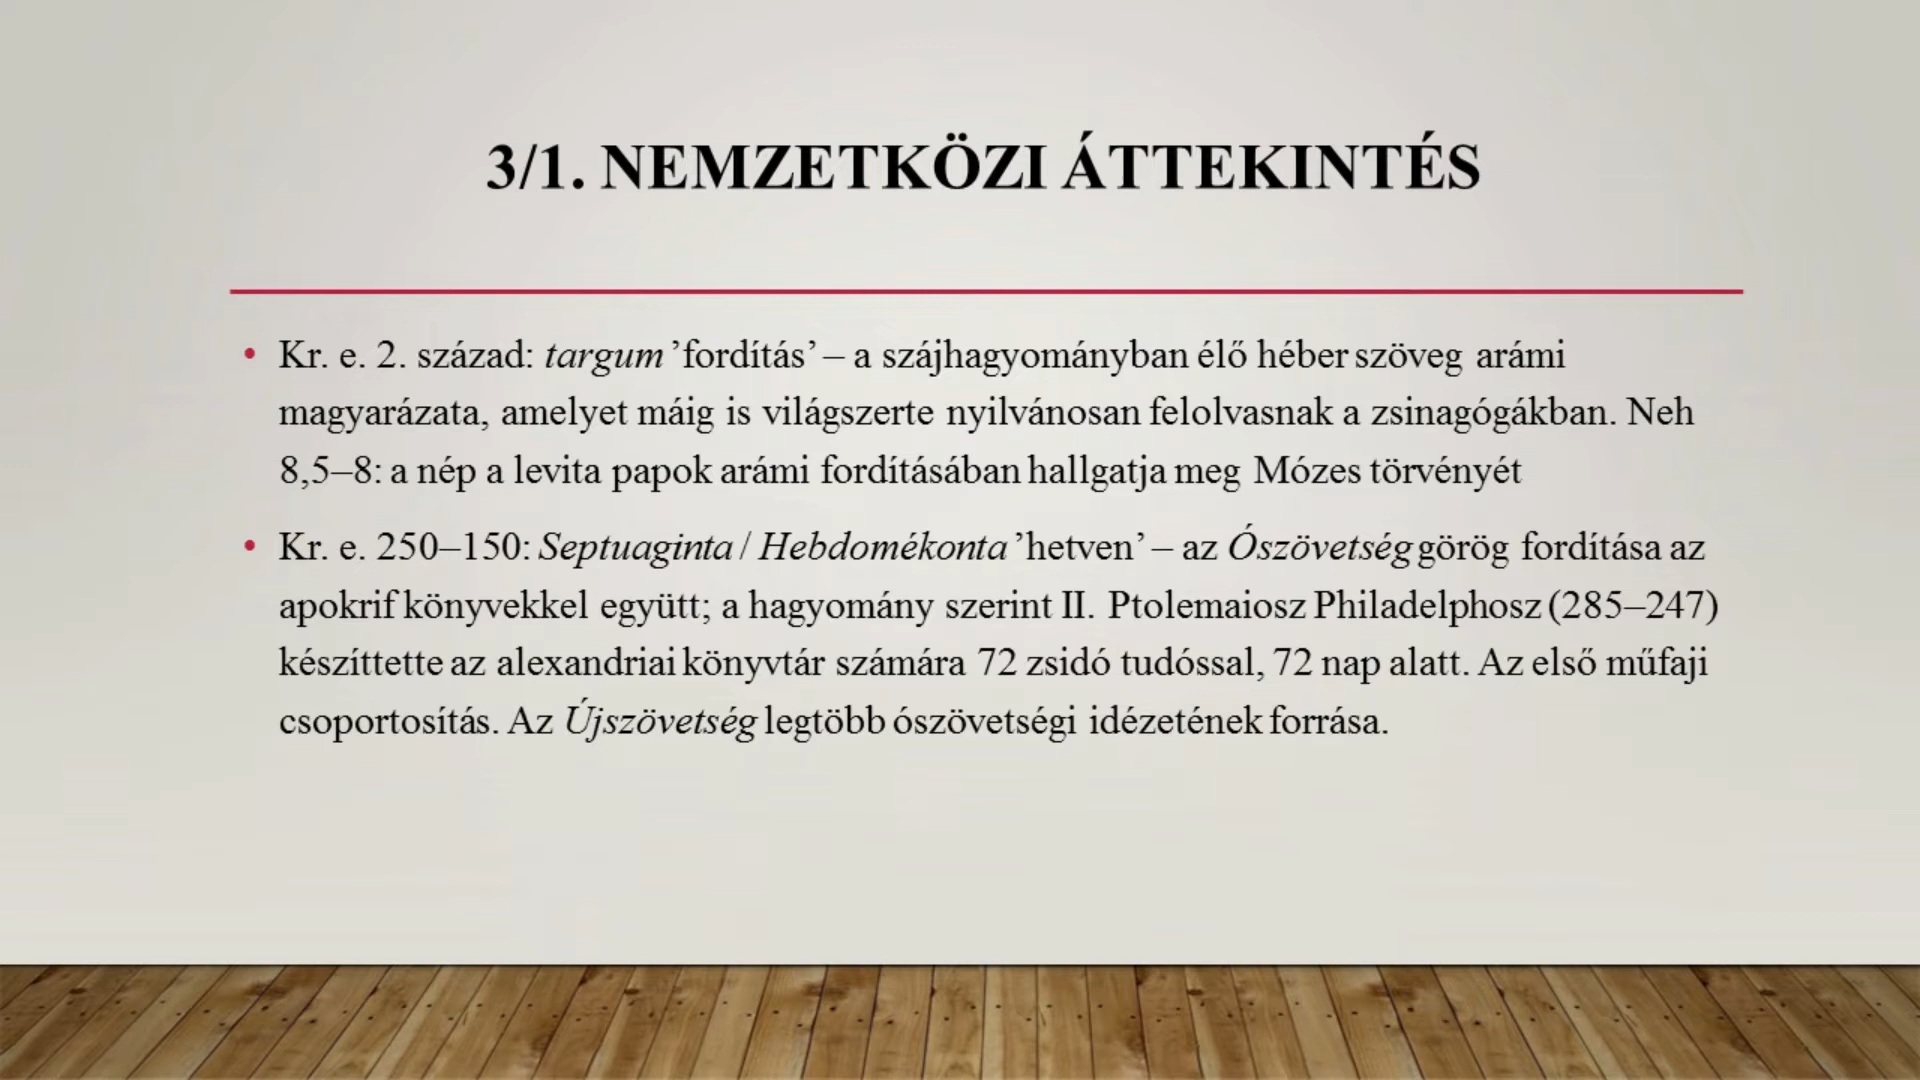 3/1. NEMZETKÖZI ÁTTEKINTÉS
• Kr. e. 2. század: targum ’fordítás’ – a szájhagyományban élő héber szöveg arámi
magyarázata, amelyet máig is világszerte nyilvánosan felolvasnak a zsinagógákban. Neh
8,5–8: a nép a levita papok arámi fordításában hallgatja meg Mózes törvényét
• Kr. e. 250–150: Septuaginta / Hebdomékonta ’hetven’ – az Ószövetség görög fordítása az
apokrif könyvekkel együtt; a hagyomány szerint II. Ptolemaiosz Philadelphosz (285–247)
készíttette az alexandriai könyvtár számára 72 zsidó tudóssal, 72 nap alatt. Az első műfaji
csoportosítás. Az Újszövetség legtöbb ószövetségi idézetének forrása.